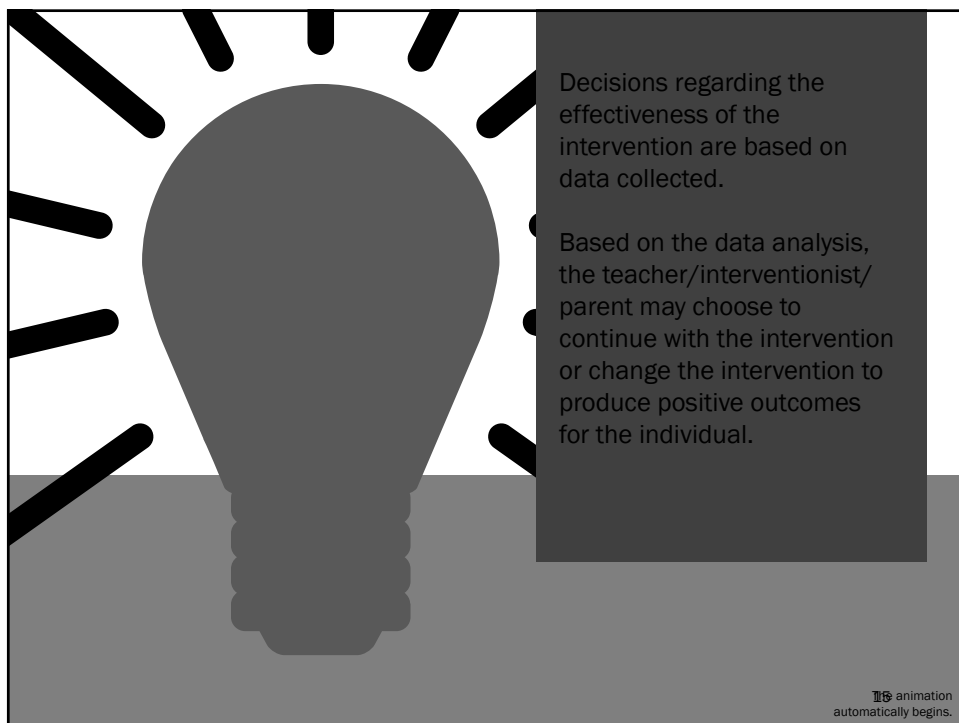 Decisions regarding the
effectiveness of the
intervention are based on
data collected.
Based on the data analysis,
the teacher/interventionist/
parent may choose to
continue with the intervention
or change the intervention to
produce positive outcomes
for the individual.
15
The animation
automatically begins.